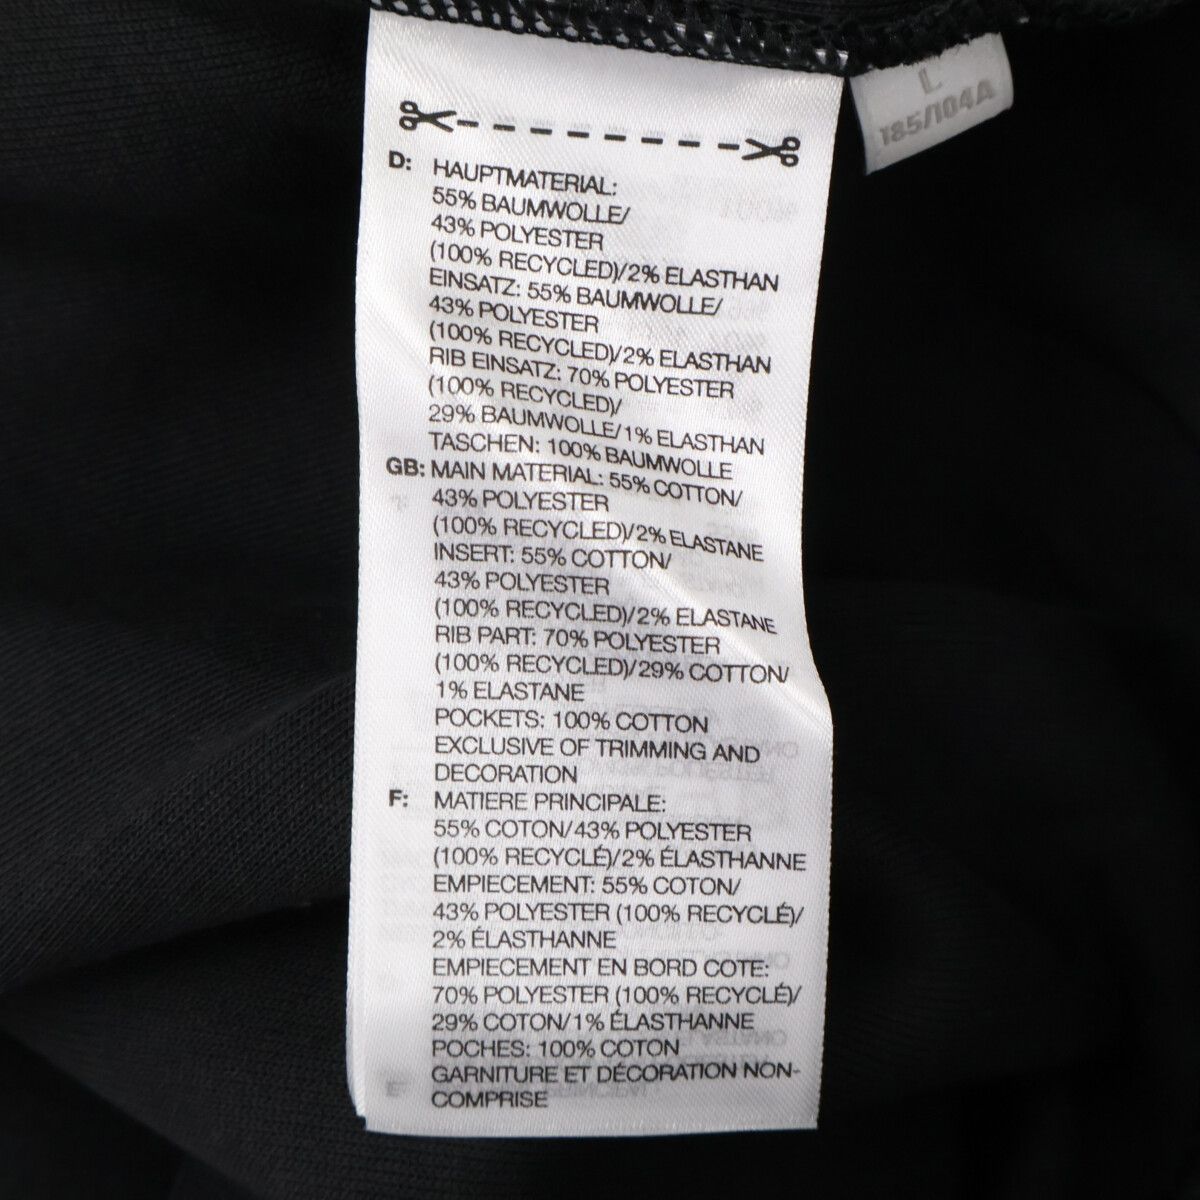 L
185/104A
D: HAUPTMATERIAL:
55% BAUMWOLLE/
43% POLYESTER
(100% RECYCLED)/2% ELASTHAN
EINSATZ: 55% BAUMWOLLE/
43% POLYESTER
(100% RECYCLED)/2% ELASTHAN
RIB EINSATZ: 70% POLYESTER
(100% RECYCLED)/
29% BAUMWOLLE/1% ELASTHAN
TASCHEN: 100% BAUMWOLLE
GB: MAIN MATERIAL: 55% COTTON/
43% POLYESTER
(100% RECYCLED)/2% ELASTANE
INSERT: 55% COTTON/
43% POLYESTER
(100% RECYCLED)/2% ELASTANE
RIB PART: 70% POLYESTER
(100% RECYCLED)/29% COTTON/
1% ELASTANE
POCKETS: 100% COTTON
EXCLUSIVE OF TRIMMING AND
DECORATION
F: MATIERE PRINCIPALE:
55% COTON/43% POLYESTER
(100% RECYCLÉ)/2% ÉLASTHANNE
EMPIECEMENT: 55% COTON/
43% POLYESTER (100% RECYCLÉ)/
2% ÉLASTHANNE
EMPIECEMENT EN BORD COTE:
70% POLYESTER (100% RECYCLÉ)/
29% COTON/1% ÉLASTHANNE
POCHES: 100% COTON
GARNITURE ET DÉCORATION NON-
COMPRISE